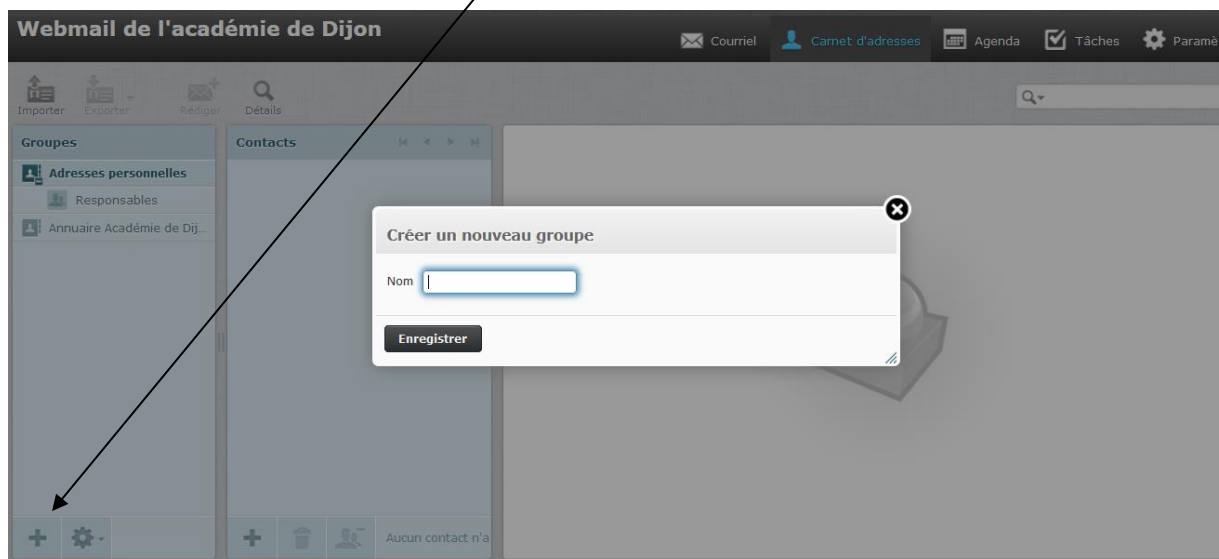 Webmail de l'académie de Dijon
Courriel
Carnet d'adresses
Agenda
Tâches
Paramè
Importer
Exporter
Rédiger
Détails
Groupes
Adresses personnelles
Responsables
Annuaire Académie de Dij...
Contacts
Créer un nouveau groupe
Nom
Enregistrer
Aucun contact n'a